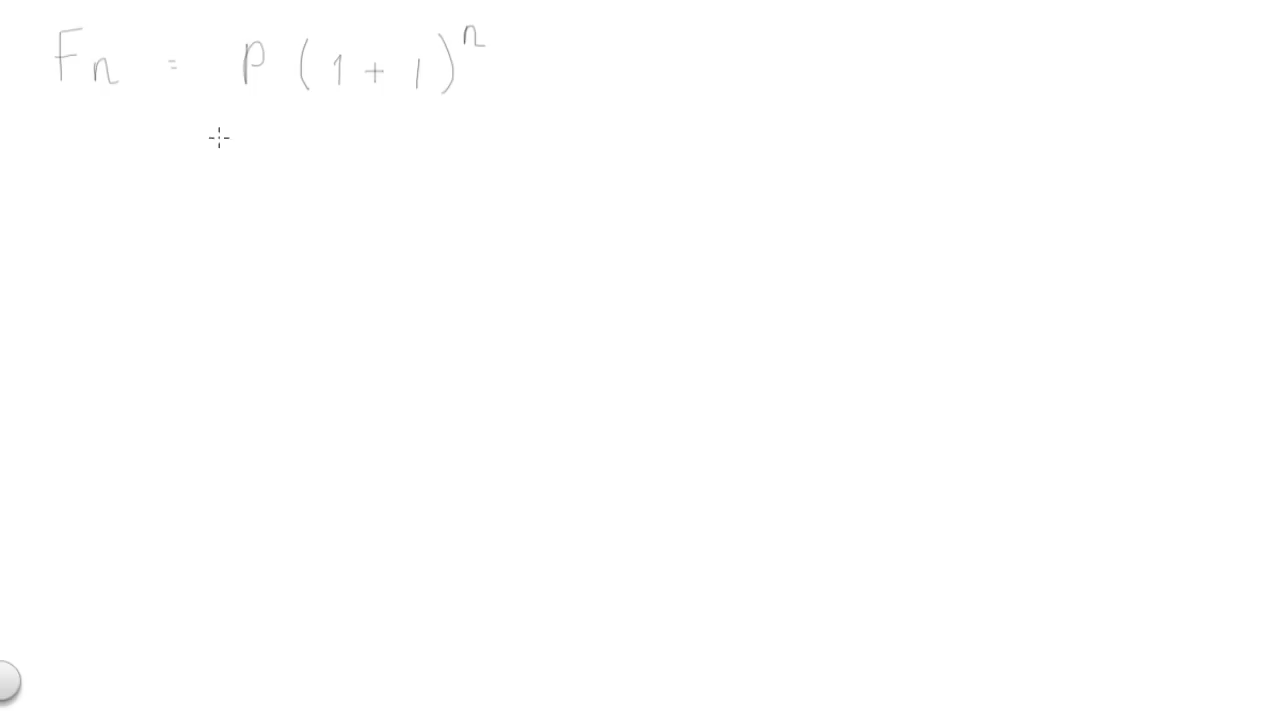 Fn = P (1 + 1)^n